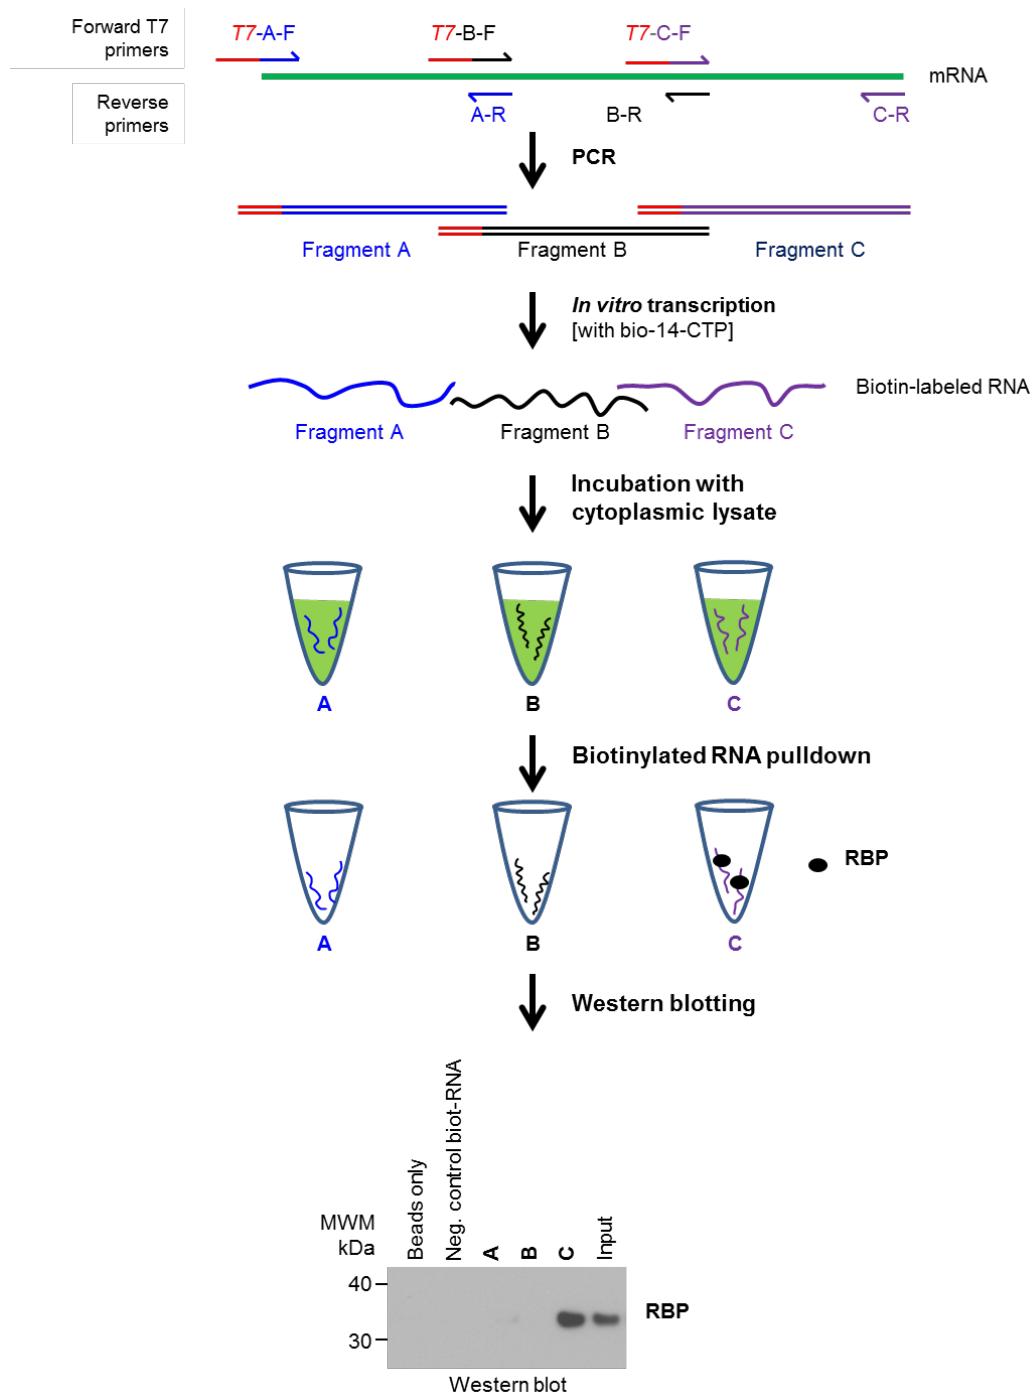 Forward T7
primers
T7-A-F
T7-B-F
T7-C-F
mRNA
Reverse
primers
A-R
B-R
C-R
PCR
Fragment A
Fragment B
Fragment C
In vitro transcription
[with bio-14-CTP]
Biotin-labeled RNA
Fragment A
Fragment B
Fragment C
Incubation with
cytoplasmic lysate
A
B
C
Biotinylated RNA pulldown
RBP
A
B
C
Western blotting
MWM
kDa
Beads only
Neg. control biot-RNA
A
B
C
Input
40
30
RBP
Western blot